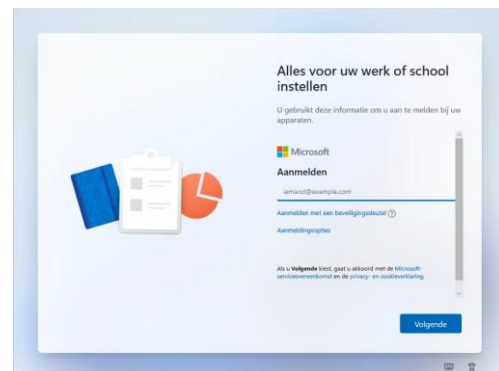 Alles voor uw werk of school
instellen
U gebruikt deze informatie om u aan te melden bij uw
apparaten.
Microsoft
Aanmelden
iemand@example.com
Aanmelden met een beveiligingssleutel ?
Aanmeldingsopties
Als u Volgende kiest, gaat u akkoord met de Microsoft-
serviceovereenkomst en de privacy- en cookieverklaring.
Volgende